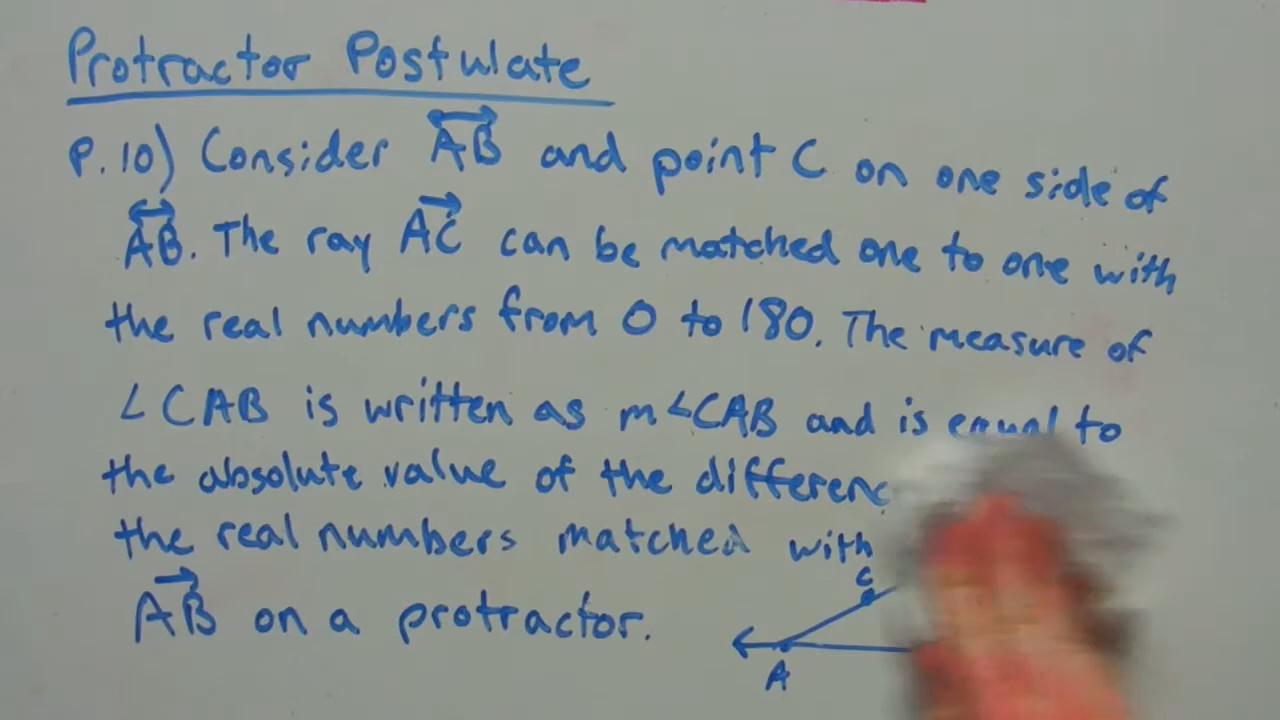 Protractor Postulate
P.10) Consider AB and point C on one side of
AB. The ray AC can be matched one to one with
the real numbers from 0 to 180. The measure of
∠CAB is written as m∠CAB and is equal to
the absolute value of the
the real numbers matched with
AB on a protractor.
C
A